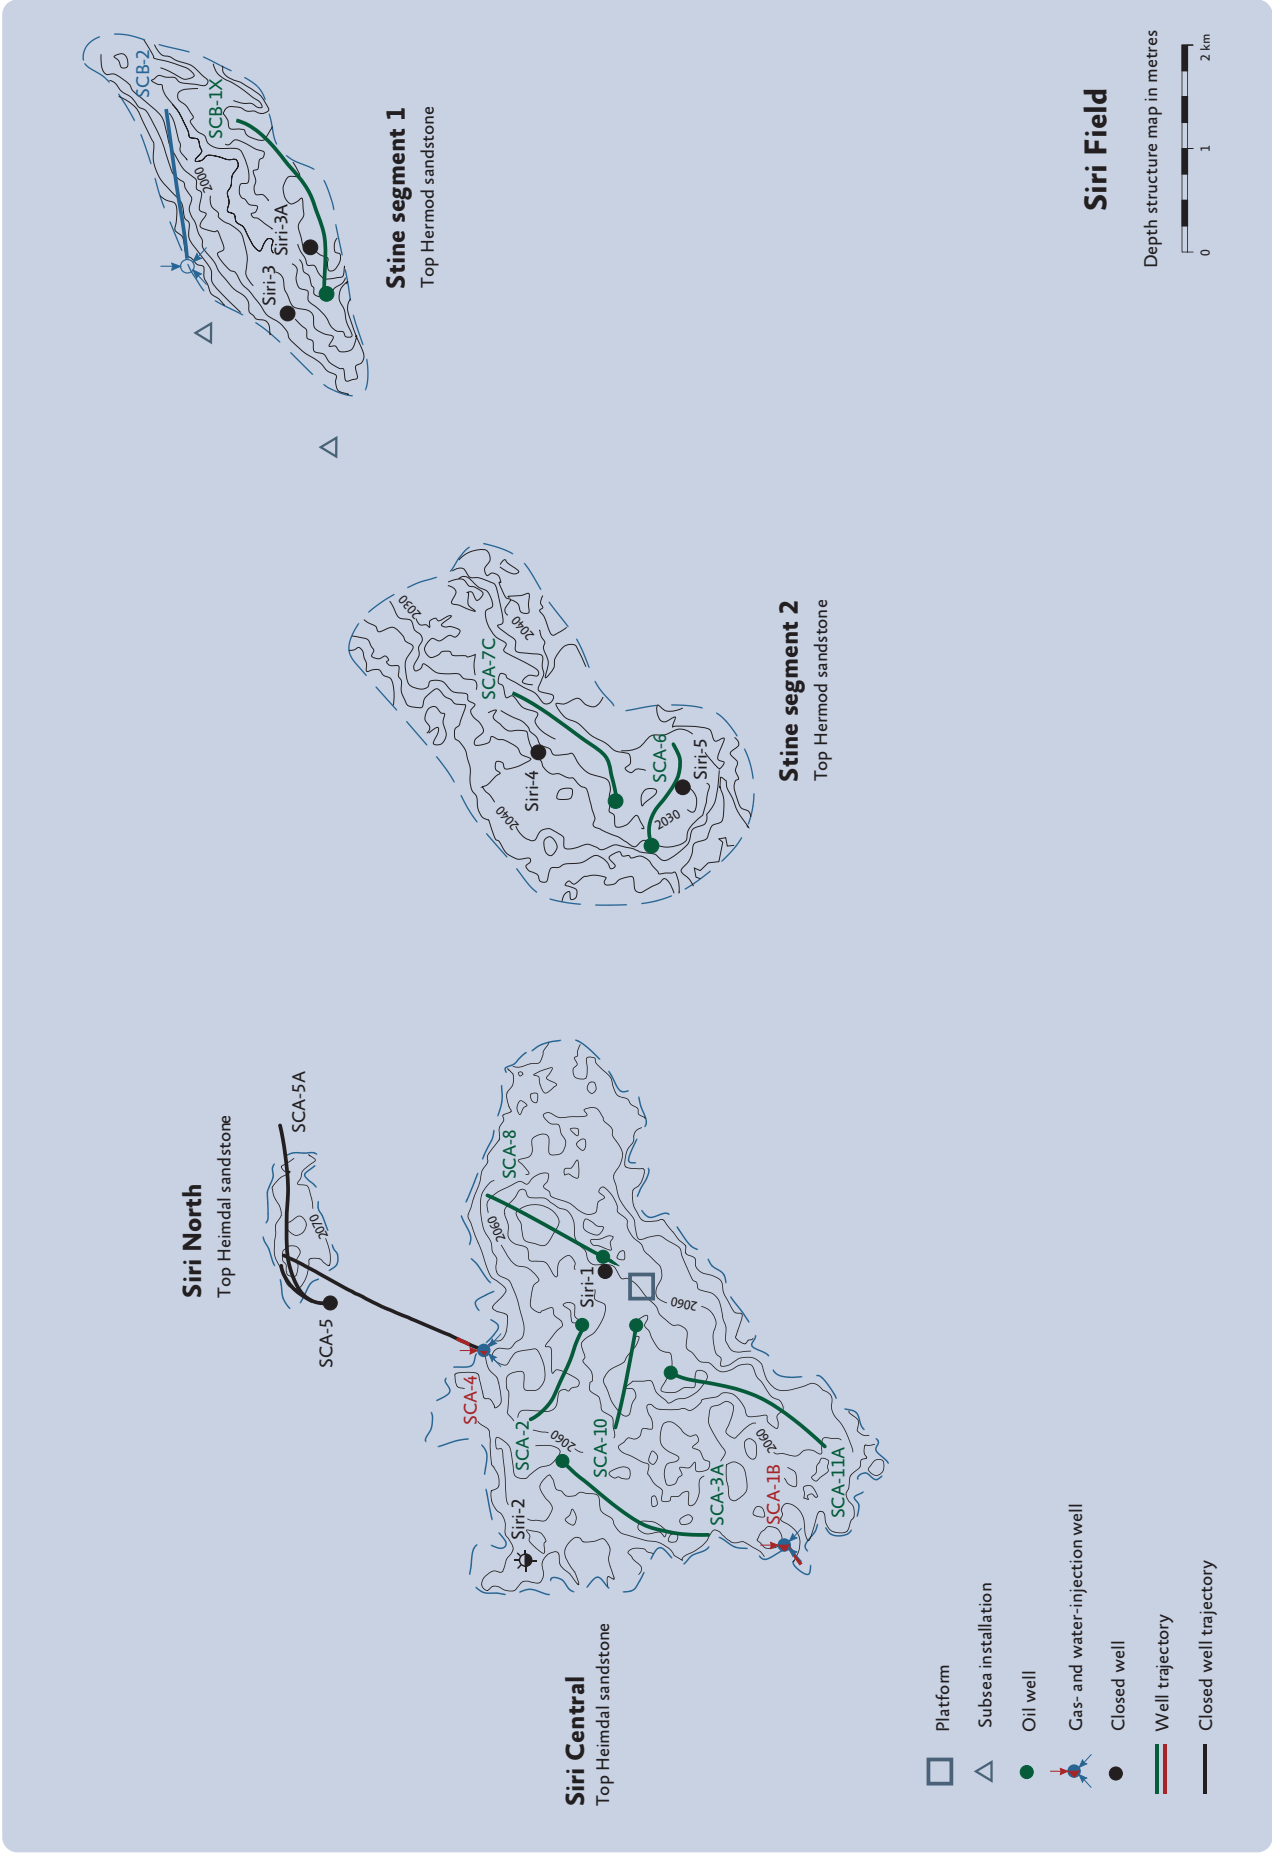 Siri Field
Depth structure map in metres
0 1 2 km
Stine segment 1
Top Hermod sandstone
SCB-2
SCB-1X
2000
Siri-3A
Siri-3
Stine segment 2
Top Hermod sandstone
2030
2040
SCA-7C
Siri-4
SCA-6
Siri-5
2040
2030
Siri North
Top Heimdal sandstone
SCA-5A
2070
SCA-5
Siri Central
Top Heimdal sandstone
SCA-8
2060
Siri-1
2060
SCA-4
SCA-2
2060
SCA-10
2060
Siri-2
SCA-3A
SCA-1B
SCA-11A
Platform
Subsea installation
Oil well
Gas- and water-injection well
Closed well
Well trajectory
Closed well trajectory